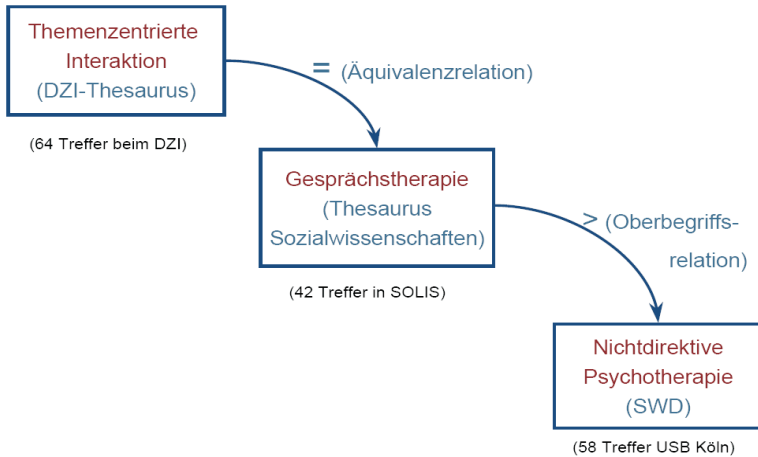 Themenzentrierte
Interaktion
(DZI-Thesaurus)
(64 Treffer beim DZI)
= (Äquivalenzrelation)
Gesprächstherapie
(Thesaurus
Sozialwissenschaften)
(42 Treffer in SOLIS)
> (Oberbegriffs-
relation)
Nichtdirektive
Psychotherapie
(SWD)
(58 Treffer USB Köln)